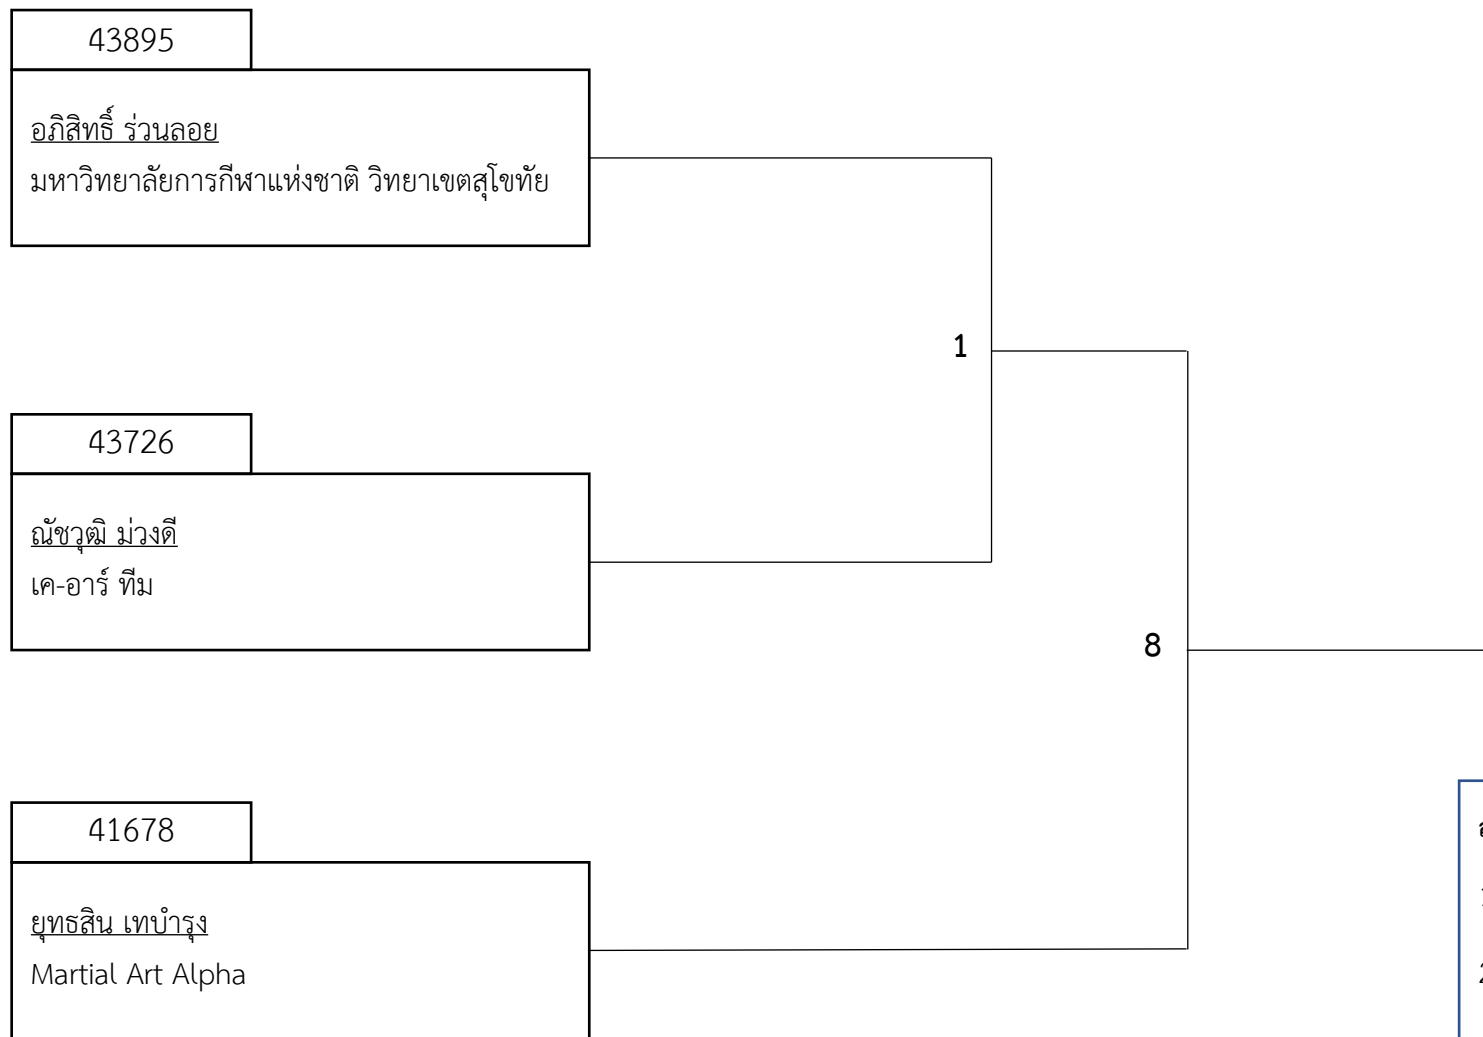 43895
อภิสิทธิ์ ร่วนลอย
มหาวิทยาลัยการกีฬาแห่งชาติ วิทยาเขตสุโขทัย
1
43726
ณัชวุฒิ ม่วงดี
เค-อาร์ ทีม
8
41678
ยุทธสิน เทบำรุง
Martial Art Alpha